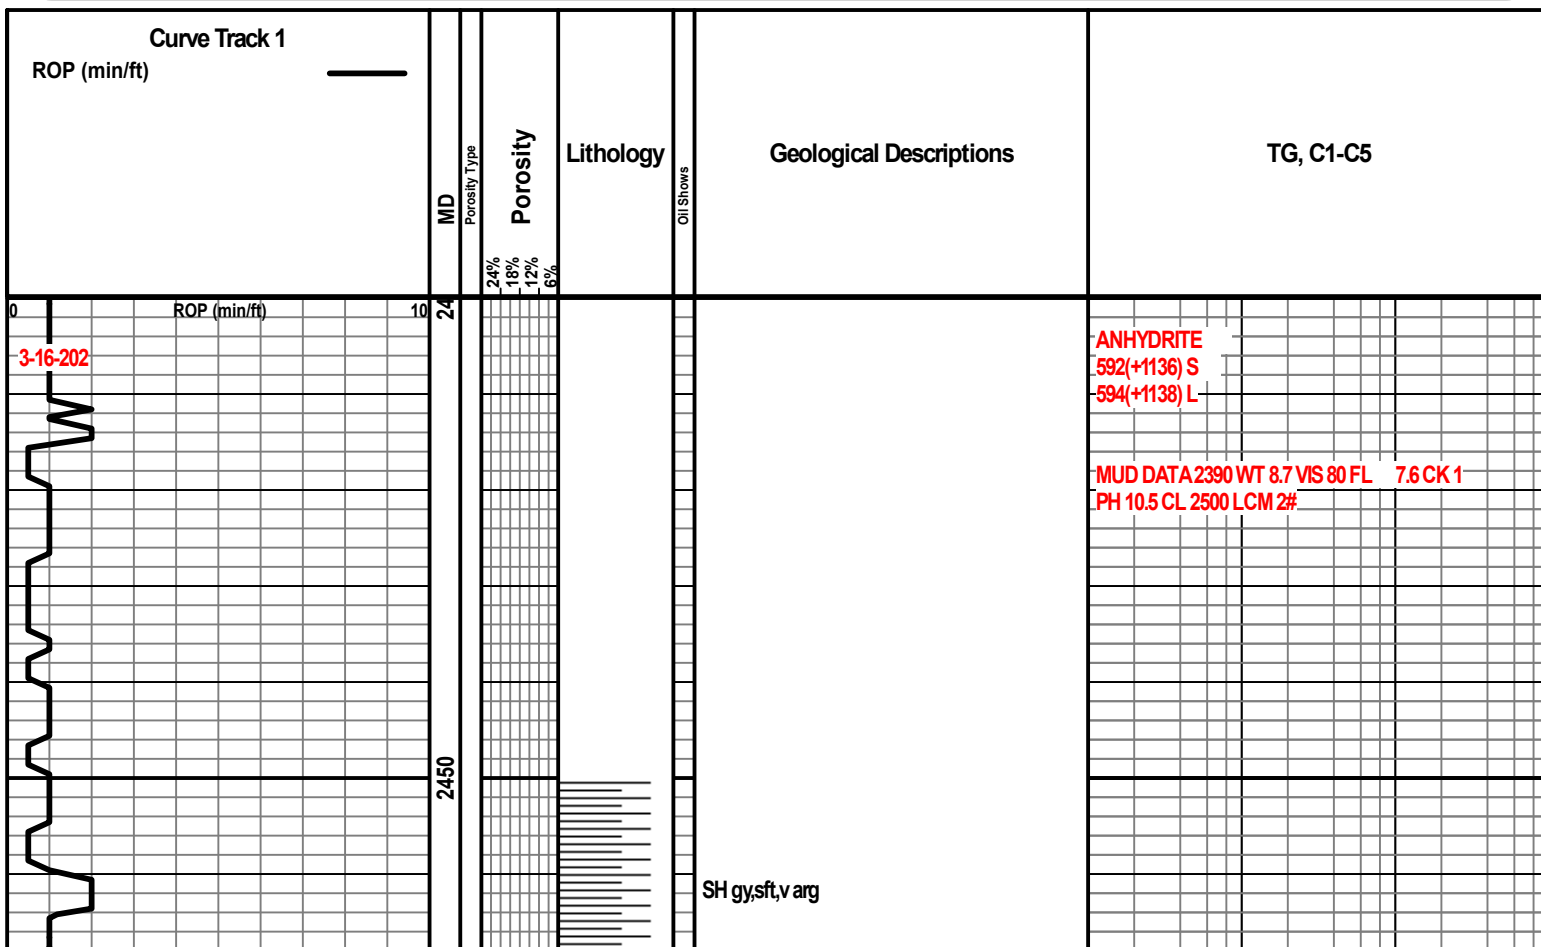 Curve Track 1
ROP (min/ft)
MD
Porosity Type
Porosity
24%
18%
12%
6%
Lithology
Oil Shows
Geological Descriptions
TG, C1-C5
0 ROP (min/ft) 10
24
3-16-202
ANHYDRITE
592(+1136) S
594(+1138) L
MUD DATA 2390 WT 8.7 VIS 80 FL 7.6 CK 1
PH 10.5 CL 2500 LCM 2#
2450
SH gy,sft,v arg